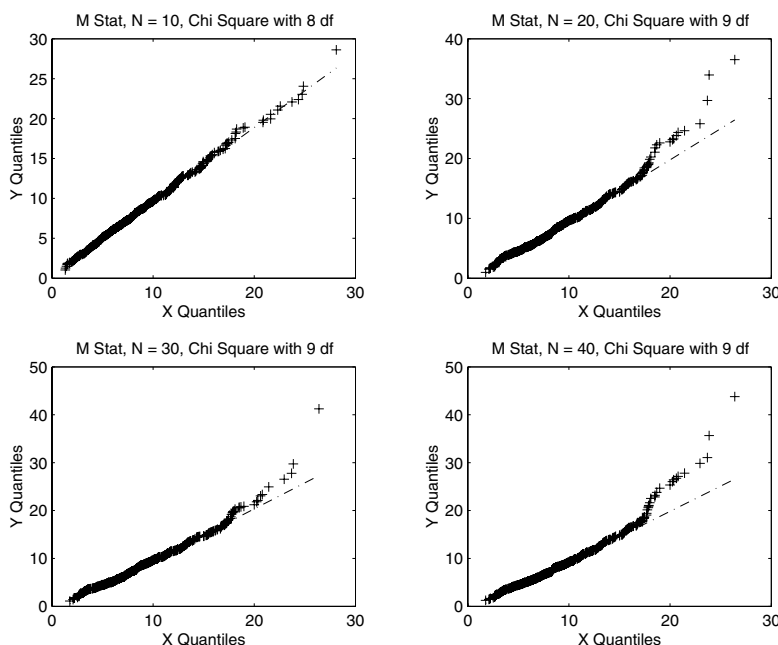 M Stat, N = 10, Chi Square with 8 df
30
25
20
15
10
5
0
0 10 20 30
Y Quantiles
X Quantiles
M Stat, N = 20, Chi Square with 9 df
40
30
20
10
0
0 10 20 30
Y Quantiles
X Quantiles
M Stat, N = 30, Chi Square with 9 df
50
40
30
20
10
0
0 10 20 30
Y Quantiles
X Quantiles
M Stat, N = 40, Chi Square with 9 df
50
40
30
20
10
0
0 10 20 30
Y Quantiles
X Quantiles